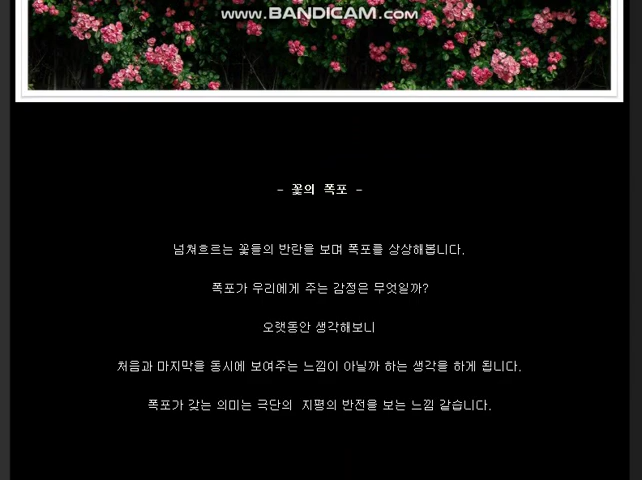 www.BANDICAM.com
- 꽃의 폭포 -
넘쳐흐르는 꽃들의 반란을 보며 폭포를 상상해봅니다.
폭포가 우리에게 주는 감정은 무엇일까?
오랫동안 생각해보니
처음과 마지막을 동시에 보여주는 느낌이 아닐까 하는 생각을 하게 됩니다.
폭포가 갖는 의미는 극단의 지평의 반전을 보는 느낌 같습니다.